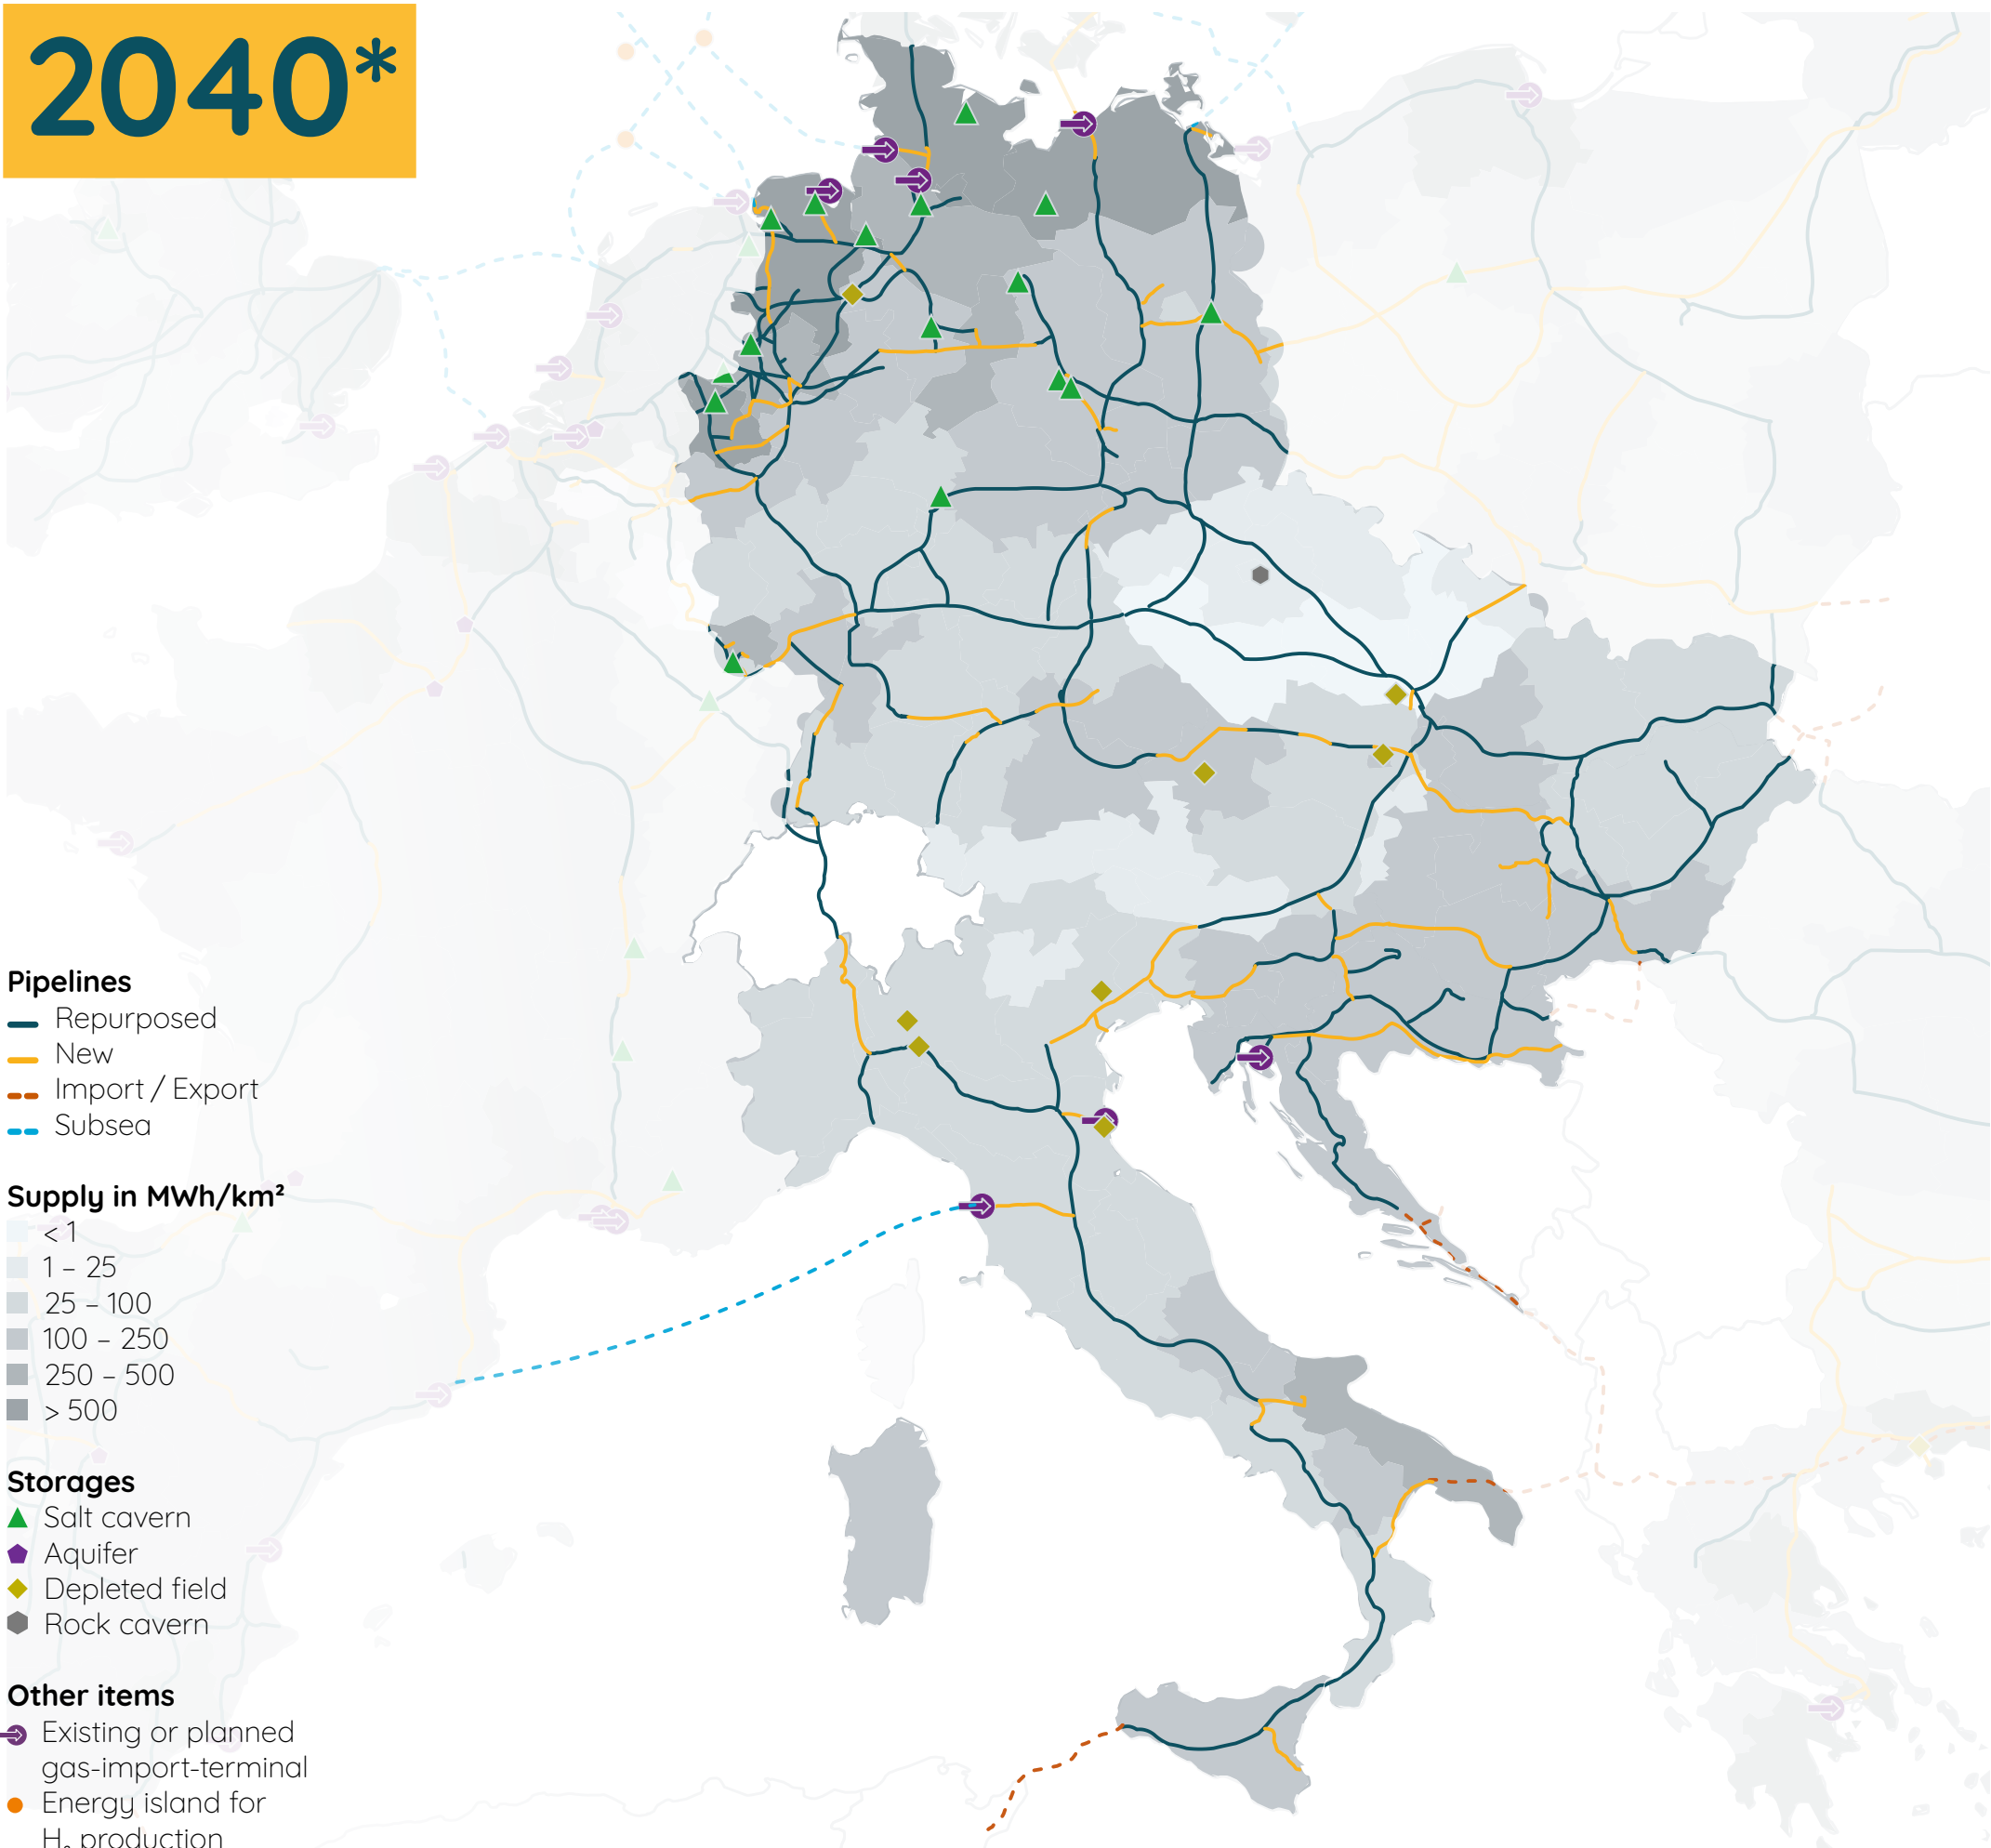 2040*
Pipelines
Repurposed
New
Import / Export
Subsea
Supply in MWh/km²
< 1
1 – 25
25 – 100
100 – 250
250 – 500
> 500
Storages
Salt cavern
Aquifer
Depleted field
Rock cavern
Other items
Existing or planned
gas-import-terminal
Energy island for
H₂ production